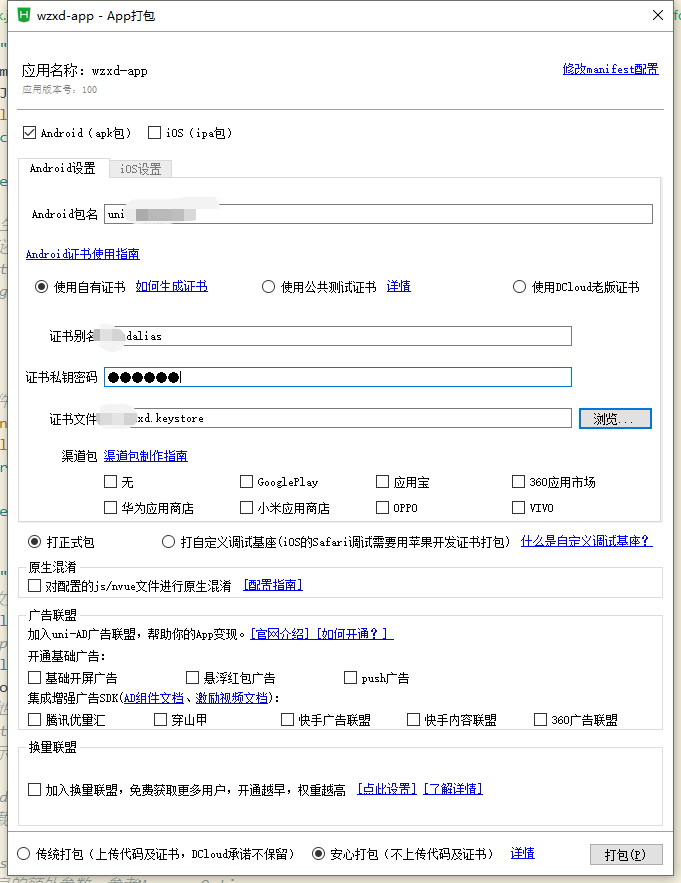 wzxd-app - App打包
应用名称：wzxd-app
修改manifest配置
应用版本号：100
Android（apk包） iOS（ipa包）
Android设置 iOS设置
Android包名 uni
Android证书使用指南
使用自有证书 如何生成证书 使用公共测试证书 详情 使用DCloud老版证书
证书别名 dalias
证书私钥密码 ●●●●●●
证书文件 xd.keystore 浏览...
渠道包 渠道包制作指南
无 GooglePlay 应用宝 360应用市场
华为应用商店 小米应用商店 OPPO VIVO
打正式包 打自定义调试基座(iOS的Safari调试需要用苹果开发证书打包) 什么是自定义调试基座？
原生混淆
对配置的js/nvue文件进行原生混淆 [配置指南]
广告联盟
加入uni-AD广告联盟，帮助你的App变现。[官网介绍] [如何开通？]
开通基础广告：
基础开屏广告 悬浮红包广告 push广告
集成增强广告SDK(AD组件文档、激励视频文档)：
腾讯优量汇 穿山甲 快手广告联盟 快手内容联盟 360广告联盟
换量联盟
加入换量联盟，免费获取更多用户，开通越早，权重越高 [点此设置] [了解详情]
传统打包（上传代码及证书，DCloud承诺不保留） 安心打包（不上传代码及证书） 详情 打包(P)